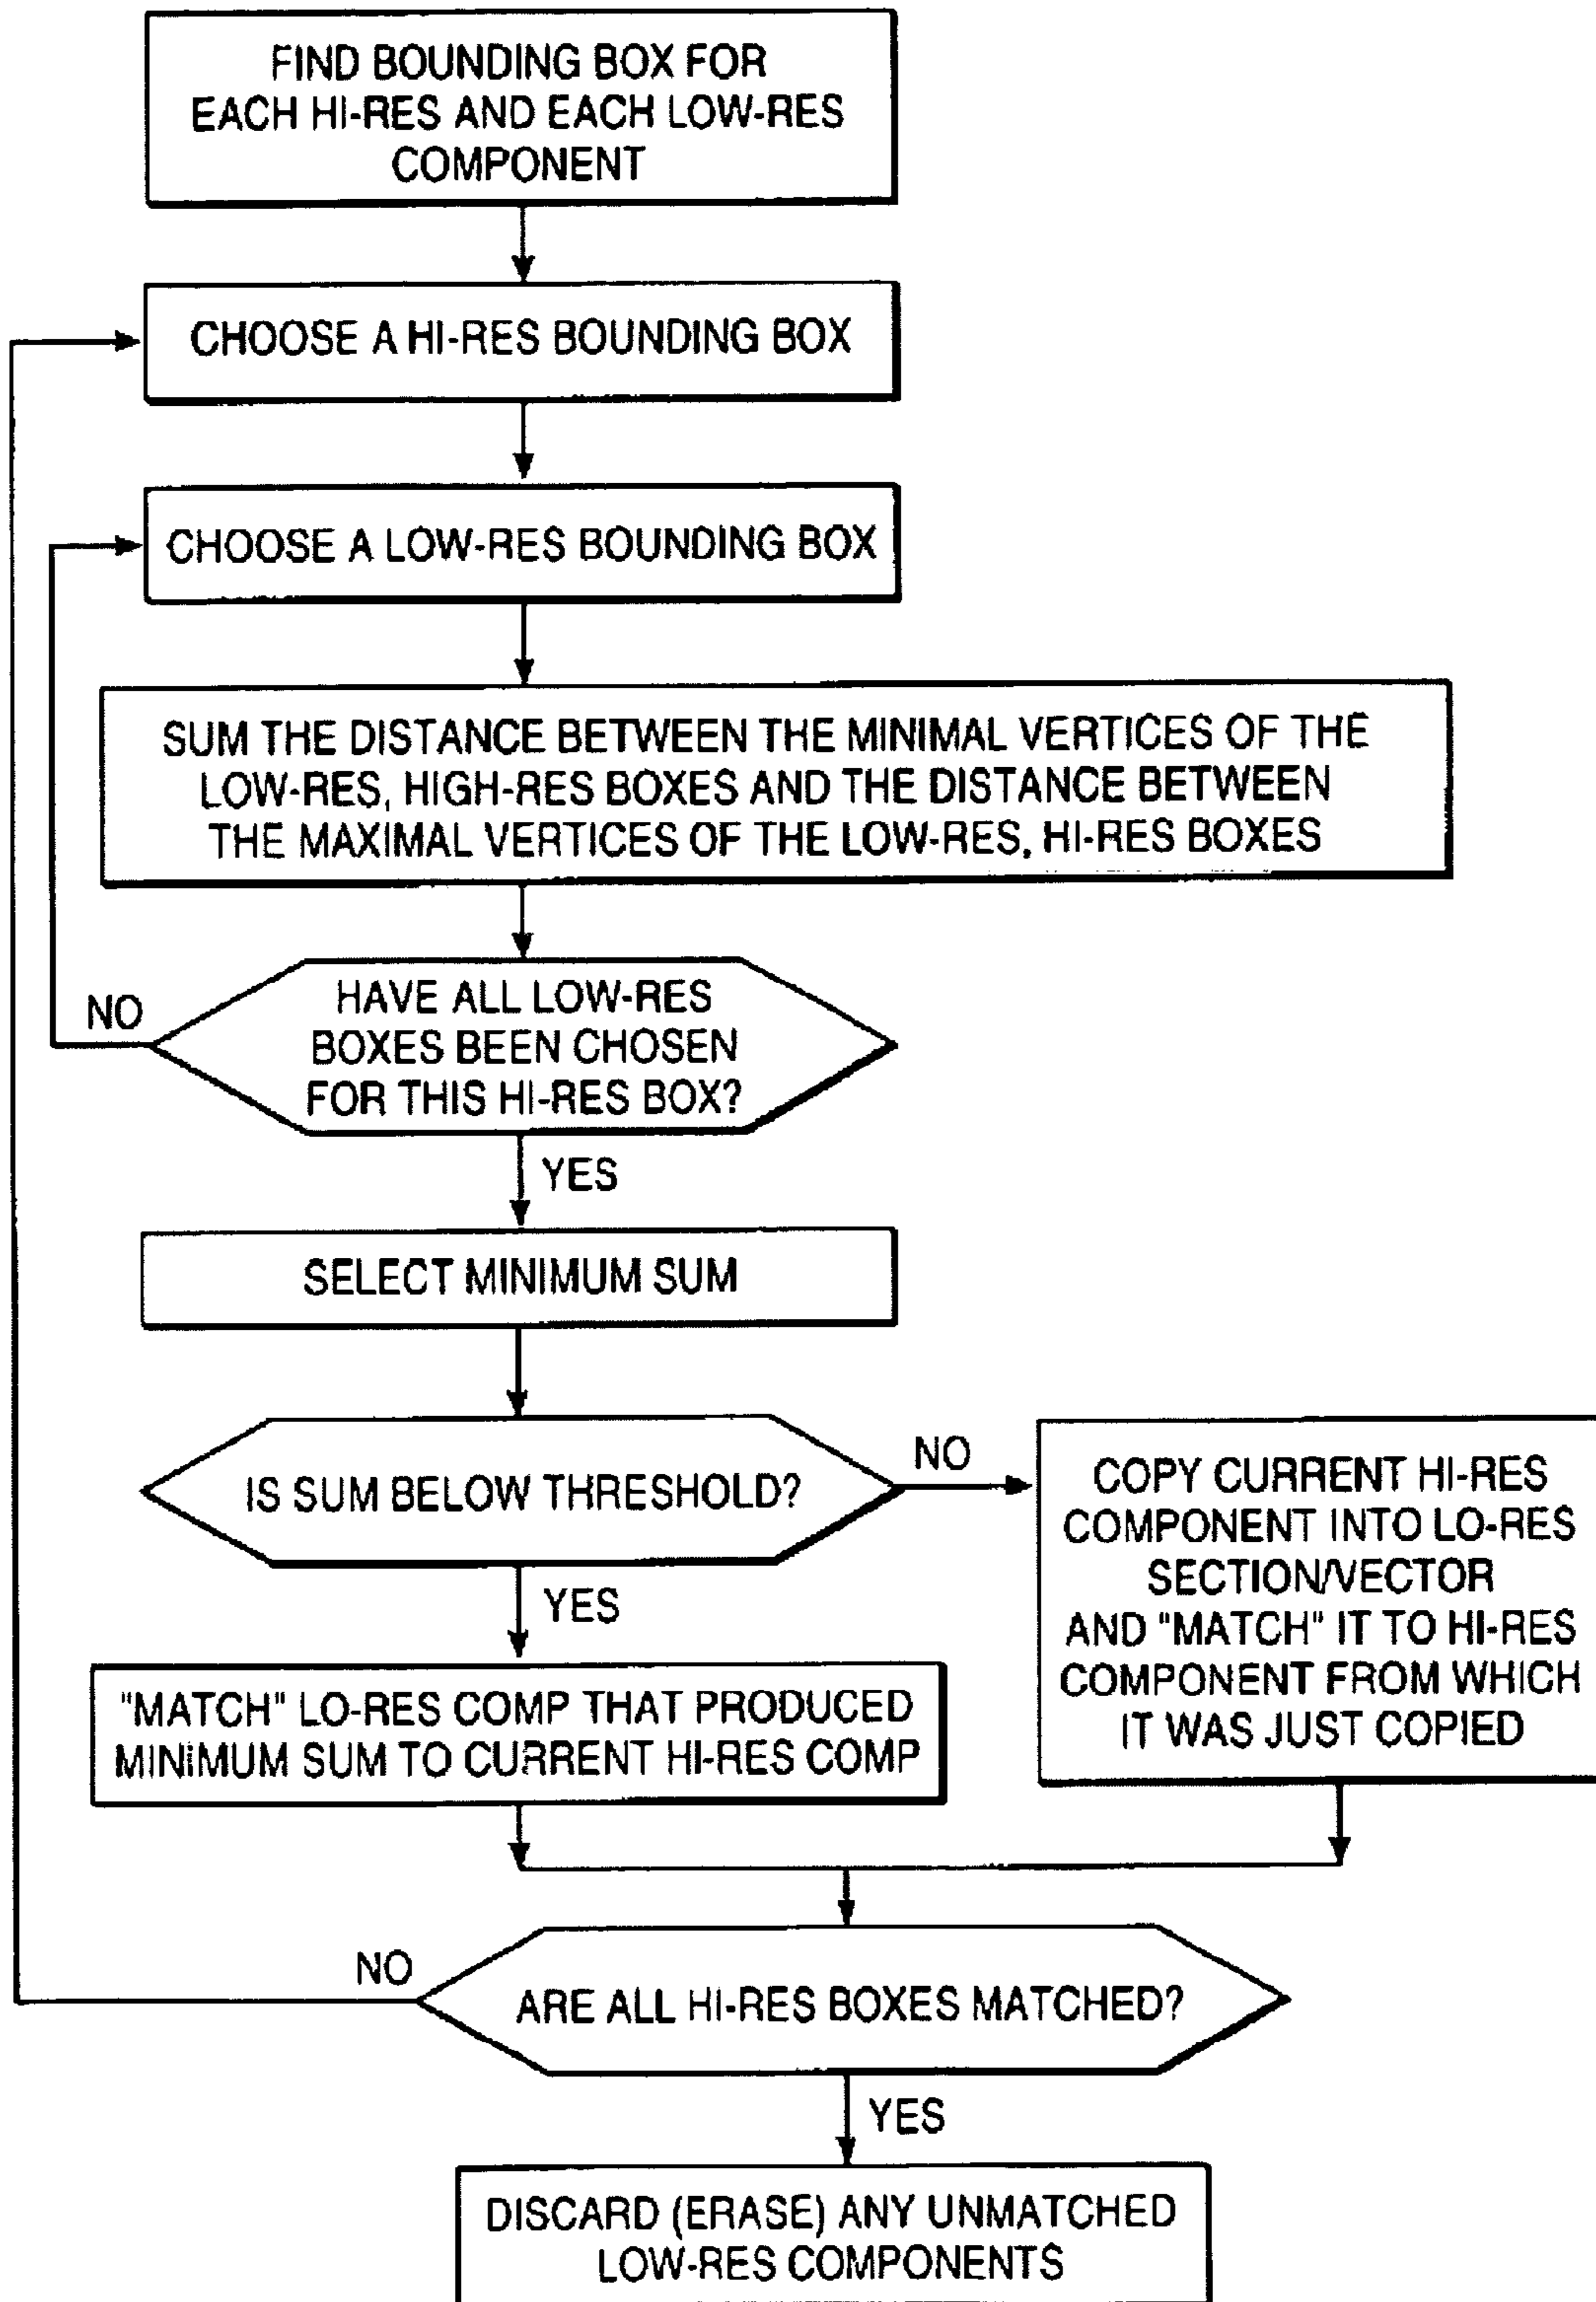 FIND BOUNDING BOX FOR
EACH HI-RES AND EACH LOW-RES
COMPONENT
CHOOSE A HI-RES BOUNDING BOX
CHOOSE A LOW-RES BOUNDING BOX
SUM THE DISTANCE BETWEEN THE MINIMAL VERTICES OF THE
LOW-RES, HIGH-RES BOXES AND THE DISTANCE BETWEEN
THE MAXIMAL VERTICES OF THE LOW-RES, HI-RES BOXES
NO
HAVE ALL LOW-RES
BOXES BEEN CHOSEN
FOR THIS HI-RES BOX?
YES
SELECT MINIMUM SUM
IS SUM BELOW THRESHOLD?
NO
COPY CURRENT HI-RES
COMPONENT INTO LO-RES
SECTION/VECTOR
AND "MATCH" IT TO HI-RES
COMPONENT FROM WHICH
IT WAS JUST COPIED
YES
"MATCH" LO-RES COMP THAT PRODUCED
MINIMUM SUM TO CURRENT HI-RES COMP
NO
ARE ALL HI-RES BOXES MATCHED?
YES
DISCARD (ERASE) ANY UNMATCHED
LOW-RES COMPONENTS